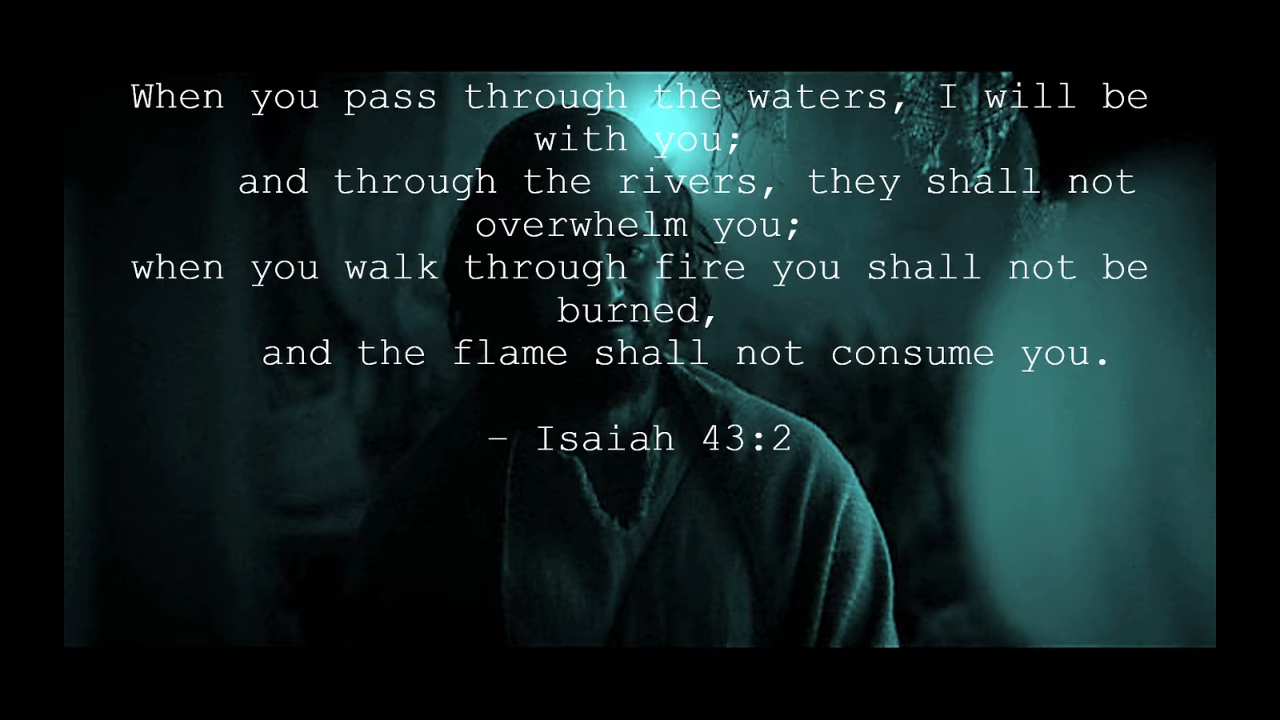 When you pass through the waters, I will be
with you;
and through the rivers, they shall not
overwhelm you;
when you walk through fire you shall not be
burned,
and the flame shall not consume you.
– Isaiah 43:2